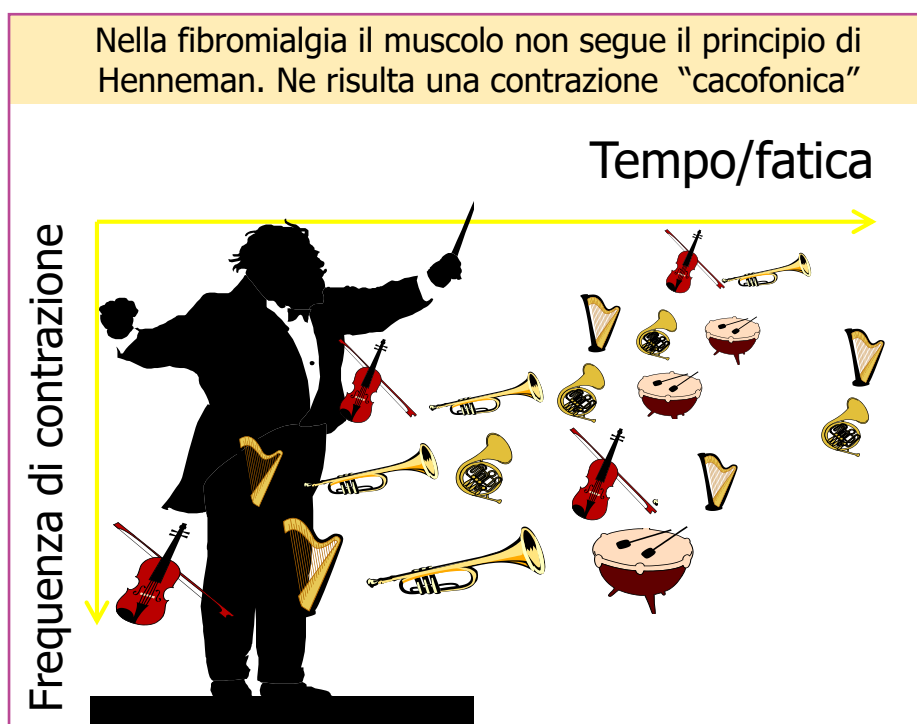 Nella fibromialgia il muscolo non segue il principio di
Henneman. Ne risulta una contrazione “cacofonica”
Tempo/fatica
Frequenza di contrazione